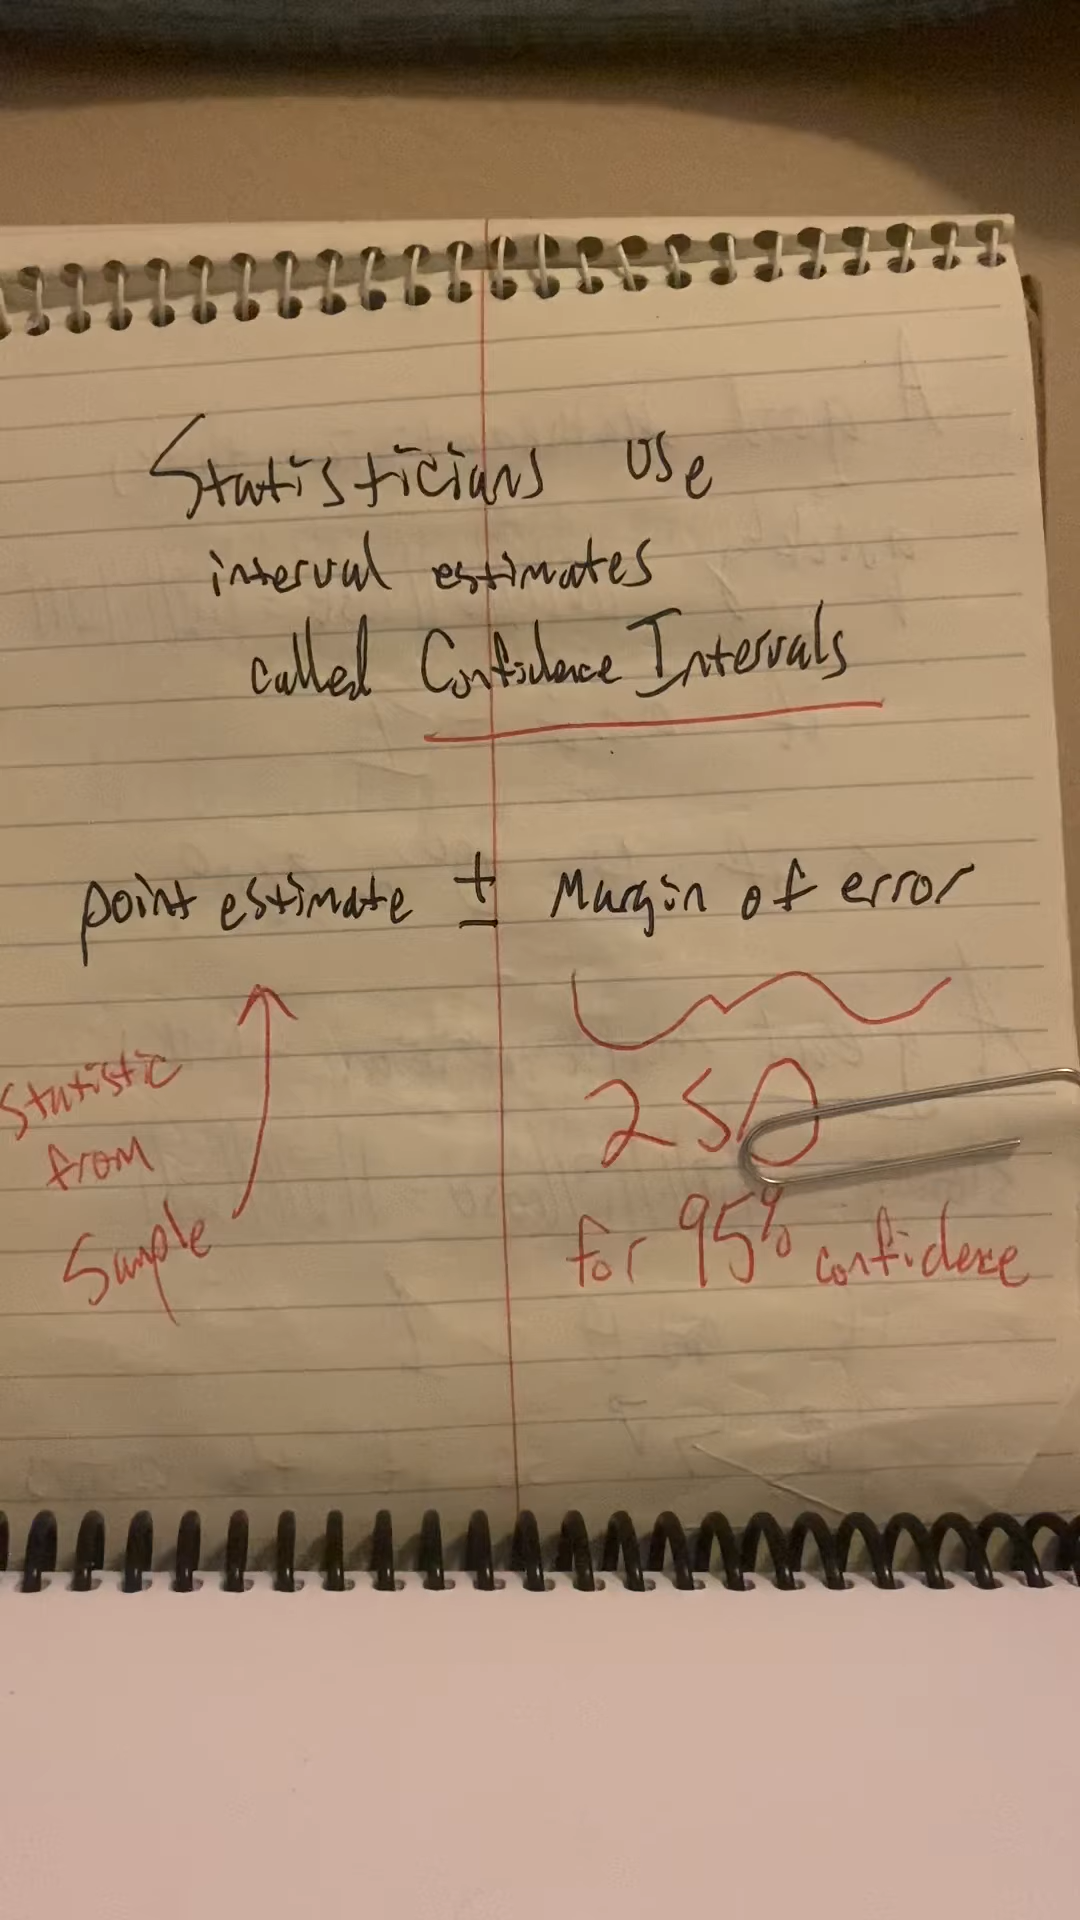 Statisticians use
interval estimates
called Confidence Intervals
point estimate ± Margin of error
Statistic
from
Sample
2SD
for 95% confidence